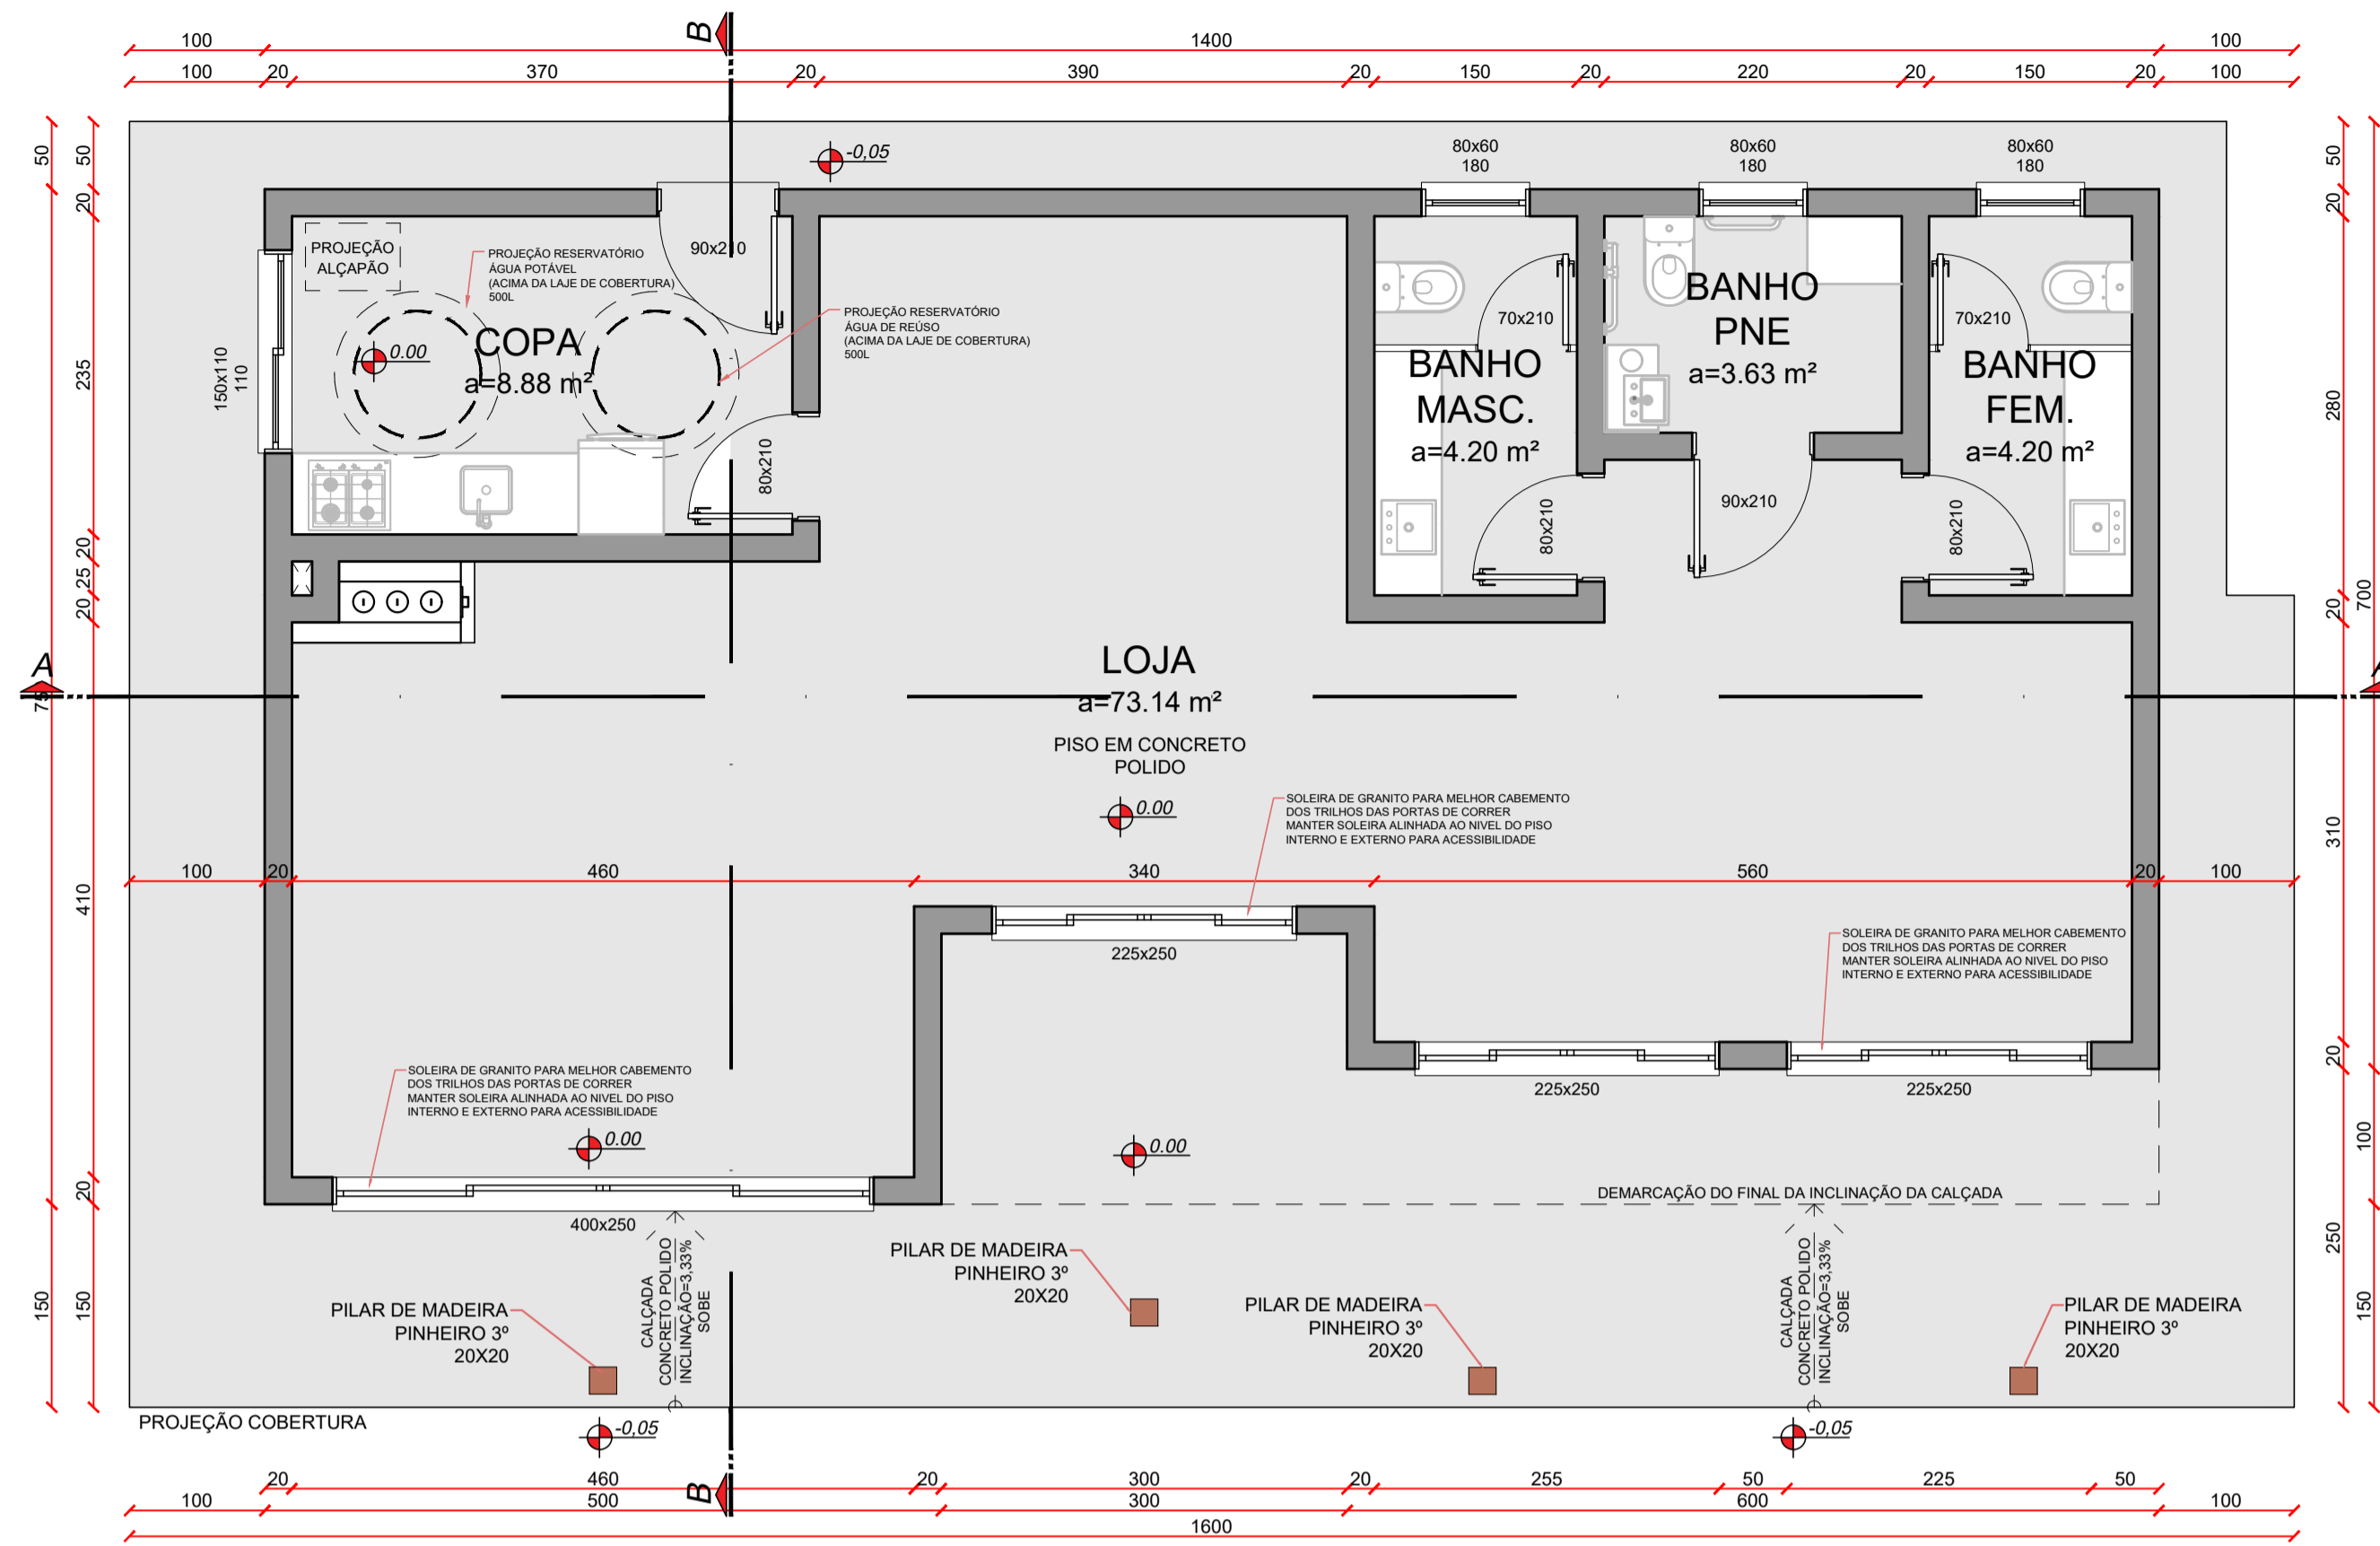 B
100 1400 100
100 20 370 20 390 20 150 20 220 20 150 20 100
50 50 20 235 20 25 20 410 20 150 150
-0,05
80x60
180
80x60
180
80x60
180
50 20 280 20 700 310 20 100 250 150
PROJEÇÃO
ALÇAPÃO
PROJEÇÃO RESERVATÓRIO
ÁGUA POTÁVEL
(ACIMA DA LAJE DE COBERTURA)
500L
90x210
PROJEÇÃO RESERVATÓRIO
ÁGUA DE REÚSO
(ACIMA DA LAJE DE COBERTURA)
500L
150x110
110
COPA
a=8.88 m²
0.00
80x210
70x210
BANHO
MASC.
a=4.20 m²
80x210
BANHO
PNE
a=3.63 m²
90x210
70x210
BANHO
FEM.
a=4.20 m²
80x210
A
LOJA
a=73.14 m²
PISO EM CONCRETO
POLIDO
0.00
SOLEIRA DE GRANITO PARA MELHOR CABEMENTO
DOS TRILHOS DAS PORTAS DE CORRER
MANTER SOLEIRA ALINHADA AO NIVEL DO PISO
INTERNO E EXTERNO PARA ACESSIBILIDADE
100 20 460 340 560 20 100
225x250
SOLEIRA DE GRANITO PARA MELHOR CABEMENTO
DOS TRILHOS DAS PORTAS DE CORRER
MANTER SOLEIRA ALINHADA AO NIVEL DO PISO
INTERNO E EXTERNO PARA ACESSIBILIDADE
225x250
225x250
SOLEIRA DE GRANITO PARA MELHOR CABEMENTO
DOS TRILHOS DAS PORTAS DE CORRER
MANTER SOLEIRA ALINHADA AO NIVEL DO PISO
INTERNO E EXTERNO PARA ACESSIBILIDADE
0.00
0.00
400x250
DEMARCAÇÃO DO FINAL DA INCLINAÇÃO DA CALÇADA
PILAR DE MADEIRA
PINHEIRO 3º
20X20
CALÇADA
CONCRETO POLIDO
INCLINAÇÃO=3,33%
SOBE
PILAR DE MADEIRA
PINHEIRO 3º
20X20
PILAR DE MADEIRA
PINHEIRO 3º
20X20
CALÇADA
CONCRETO POLIDO
INCLINAÇÃO=3,33%
SOBE
PILAR DE MADEIRA
PINHEIRO 3º
20X20
PROJEÇÃO COBERTURA
-0,05
-0,05
20 460 20 300 20 255 50 225 50
100 500 300 600 100
B
1600